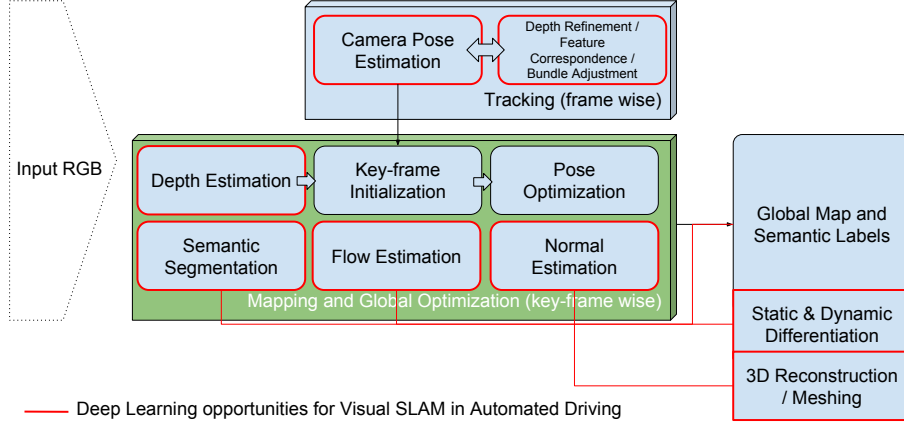 Input RGB
Camera Pose
Estimation
Depth Refinement /
Feature
Correspondence /
Bundle Adjustment
Tracking (frame wise)
Depth Estimation
Key-frame
Initialization
Pose
Optimization
Semantic
Segmentation
Flow Estimation
Normal
Estimation
Mapping and Global Optimization (key-frame wise)
Global Map and
Semantic Labels
Static & Dynamic
Differentiation
3D Reconstruction
/ Meshing
Deep Learning opportunities for Visual SLAM in Automated Driving